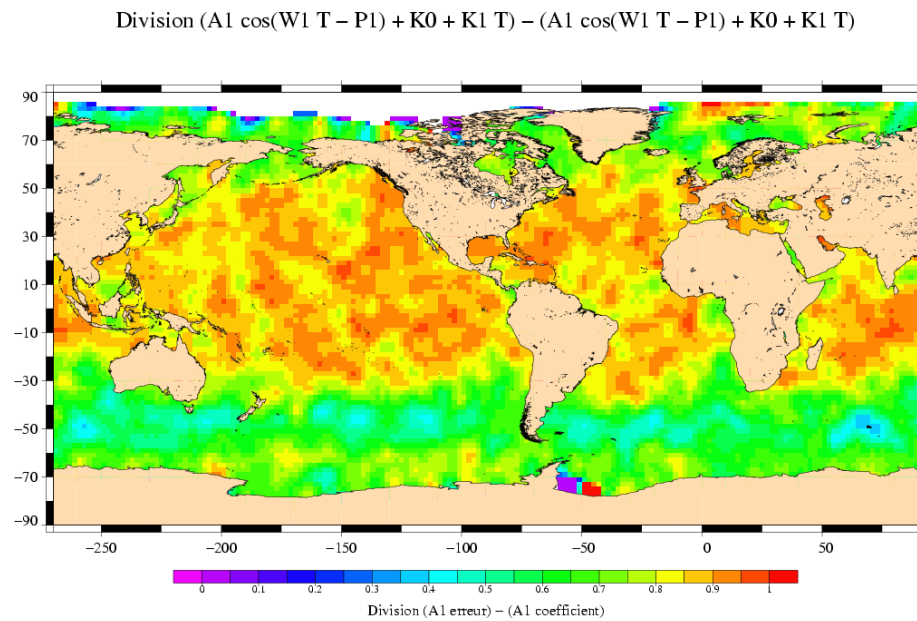 Division (A1 cos(W1 T − P1) + K0 + K1 T) − (A1 cos(W1 T − P1) + K0 + K1 T)
90
70
50
30
10
−10
−30
−50
−70
−90
−250 −200 −150 −100 −50 0 50
0 0.1 0.2 0.3 0.4 0.5 0.6 0.7 0.8 0.9 1
Division (A1 erreur) − (A1 coefficient)